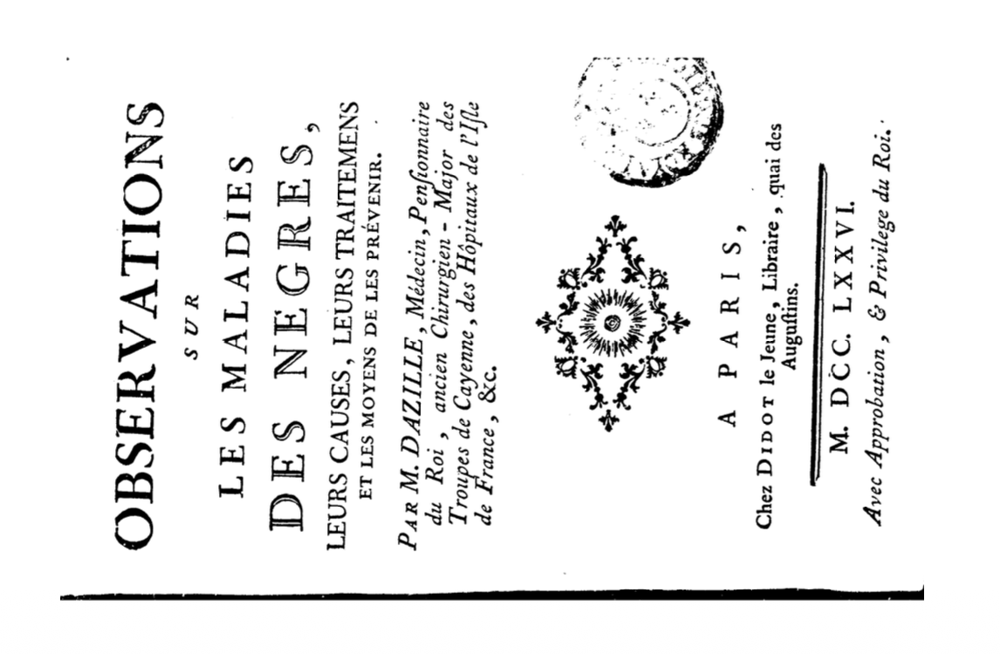 OBSERVATIONS
SUR
LES MALADIES
DES NEGRES,
LEURS CAUSES, LEURS TRAITEMENS
ET LES MOYENS DE LES PRÉVENIR.
PAR M. DAZILLE, Médecin, Penſionnaire
du Roi, ancien Chirurgien-Major des
Troupes de Cayenne, des Hôpitaux de l'Iſle
de France, &c.
A PARIS,
Chez DIDOT le Jeune, Libraire, quai des
Auguſtins.
M. DCC. LXXVI.
Avec Approbation, & Privilege du Roi.